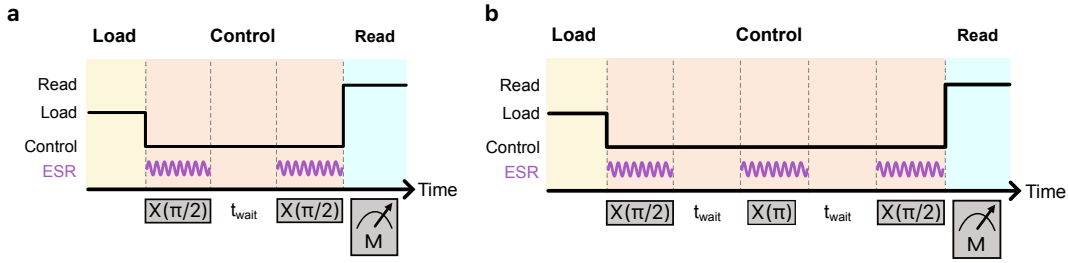 a
Load Control Read
Read
Load
Control
ESR
Time
X(π/2) t_wait X(π/2)
M
b
Load Control Read
Read
Load
Control
ESR
Time
X(π/2) t_wait X(π) t_wait X(π/2)
M